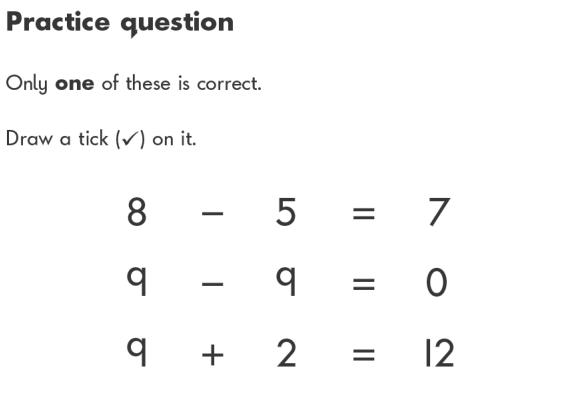 Practice question
Only one of these is correct.
Draw a tick (✓) on it.
8 − 5 = 7
9 − 9 = 0
9 + 2 = 12